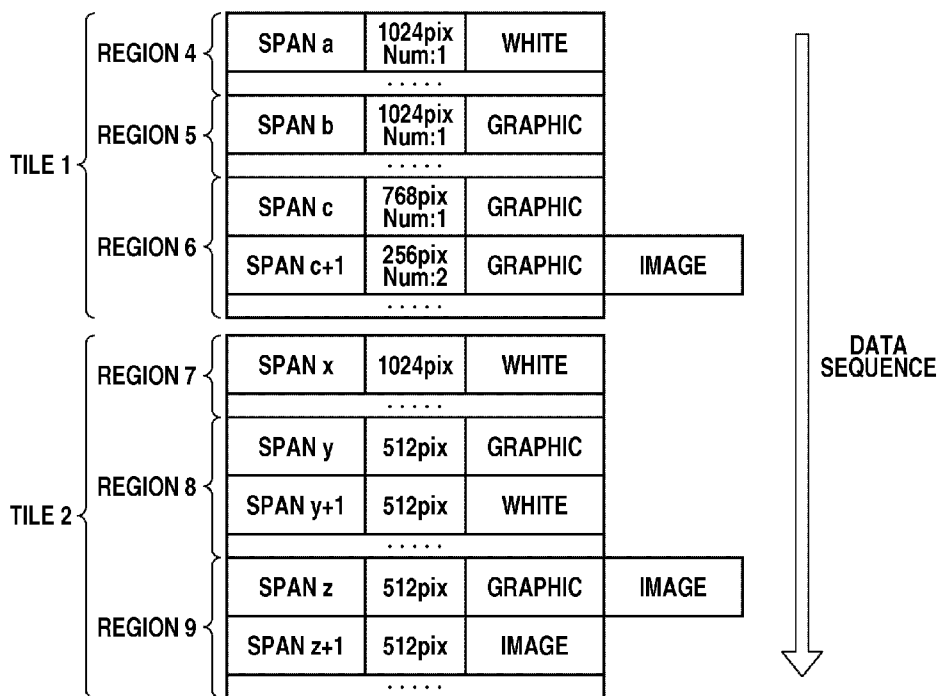 TILE 1
REGION 4
SPAN a 1024pix Num:1 WHITE
.....
REGION 5
SPAN b 1024pix Num:1 GRAPHIC
.....
REGION 6
SPAN c 768pix Num:1 GRAPHIC
SPAN c+1 256pix Num:2 GRAPHIC IMAGE
.....
TILE 2
REGION 7
SPAN x 1024pix WHITE
.....
REGION 8
SPAN y 512pix GRAPHIC
SPAN y+1 512pix WHITE
.....
REGION 9
SPAN z 512pix GRAPHIC IMAGE
SPAN z+1 512pix IMAGE
.....
DATA
SEQUENCE